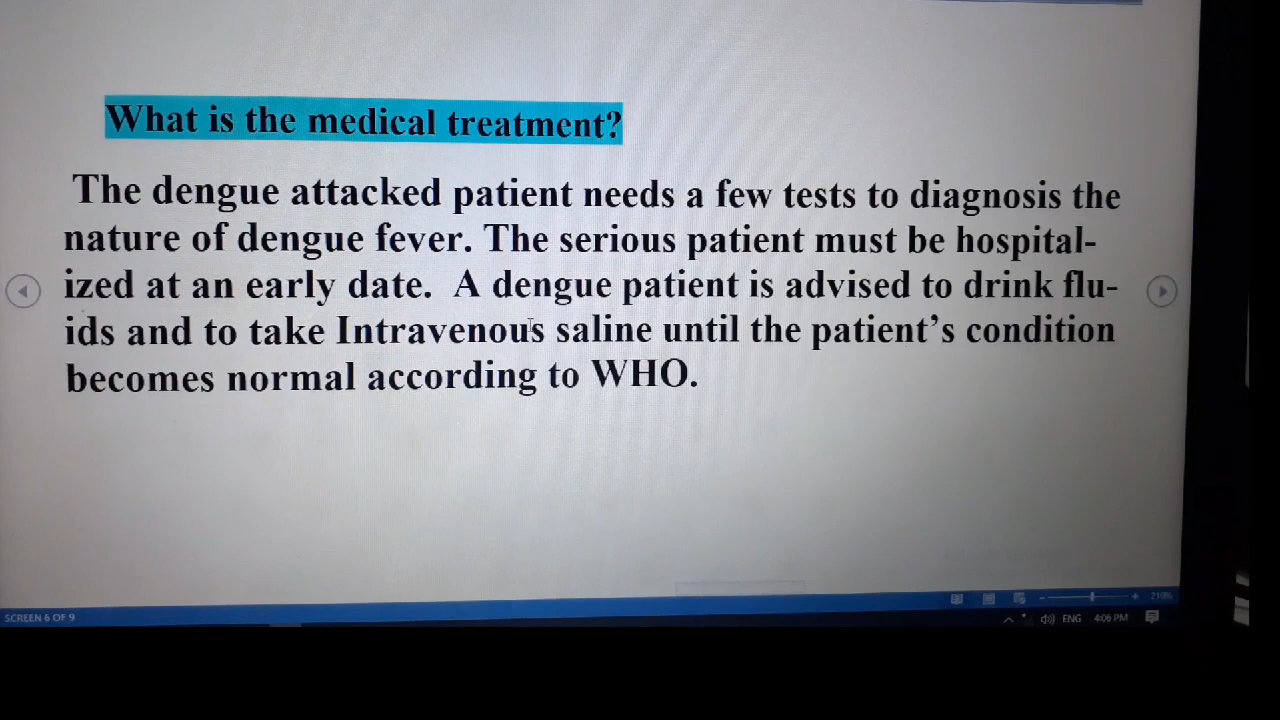 What is the medical treatment?
The dengue attacked patient needs a few tests to diagnosis the
nature of dengue fever. The serious patient must be hospital-
ized at an early date.  A dengue patient is advised to drink flu-
ids and to take Intravenous saline until the patient’s condition
becomes normal according to WHO.
210%
SCREEN 6 OF 9
ENG 4:06 PM